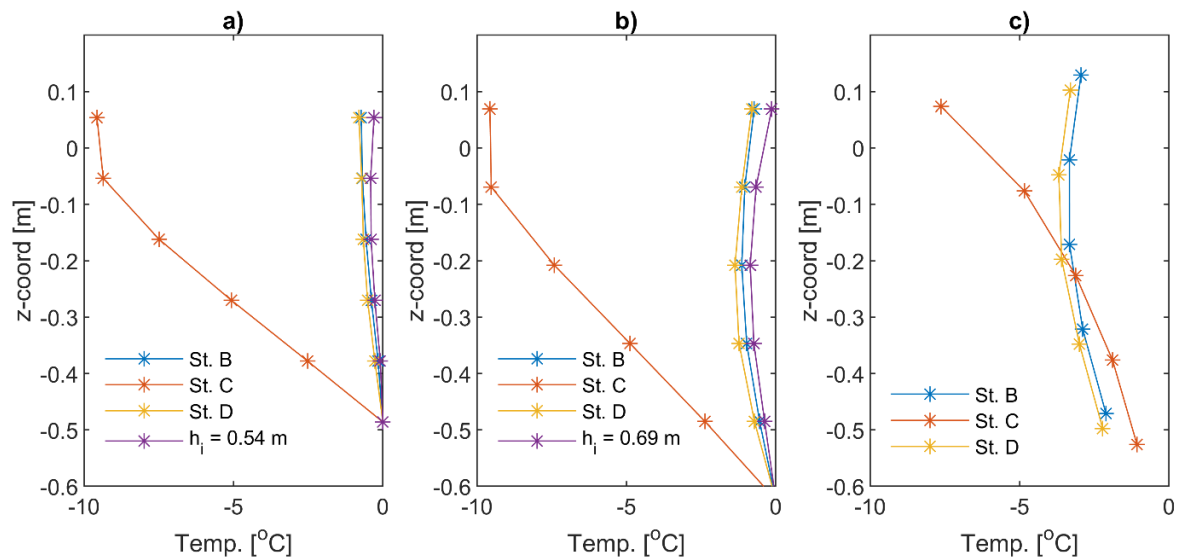 a)
0.1
0
-0.1
-0.2
-0.3
-0.4
-0.5
-0.6
z-coord [m]
St. B
St. C
St. D
h_i = 0.54 m
-10
-5
0
Temp. [°C]
b)
0.1
0
-0.1
-0.2
-0.3
-0.4
-0.5
-0.6
z-coord [m]
St. B
St. C
St. D
h_i = 0.69 m
-10
-5
0
Temp. [°C]
c)
0.1
0
-0.1
-0.2
-0.3
-0.4
-0.5
-0.6
z-coord [m]
St. B
St. C
St. D
-10
-5
0
Temp. [°C]